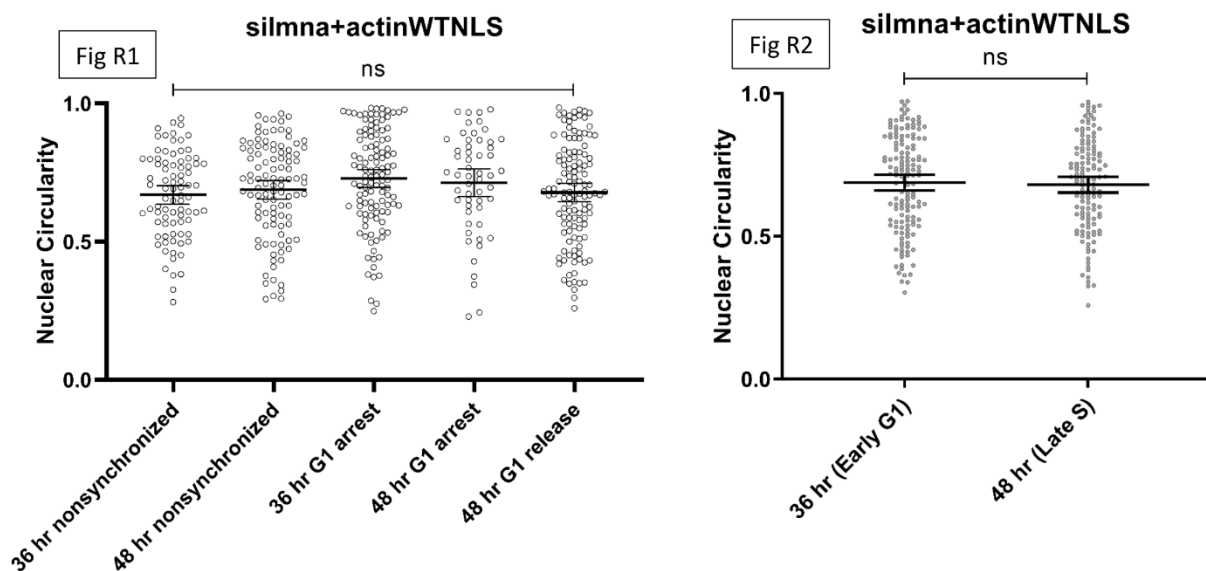 Fig R1
silmna+actinWTNLS
ns
Nuclear Circularity
1.0
0.5
0.0
36 hr nonsynchronized
48 hr nonsynchronized
36 hr G1 arrest
48 hr G1 arrest
48 hr G1 release
Fig R2
silmna+actinWTNLS
ns
Nuclear Circularity
1.0
0.5
0.0
36 hr (Early G1)
48 hr (Late S)